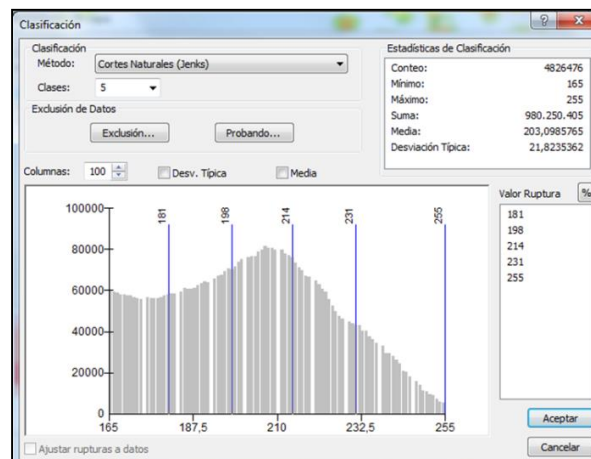 Clasificación
Clasificación
Método: Cortes Naturales (Jenks)
Clases: 5
Exclusión de Datos
Exclusión... Probando...
Estadísticas de Clasificación
Conteo: 4826476
Mínimo: 165
Máximo: 255
Suma: 980.250.405
Media: 203,0985765
Desviación Típica: 21,8235362
Columnas: 100 Desv. Típica Media
Valor Ruptura %
181
198
214
231
255
100000
80000
60000
40000
20000
0
181 198 214 231 255
165 187,5 210 232,5 255
Ajustar rupturas a datos
Aceptar
Cancelar